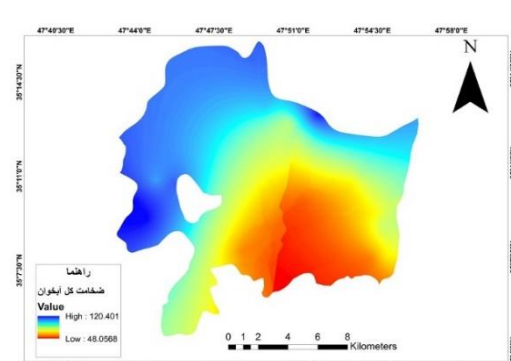 47°40'30"E 47°44'0"E 47°47'30"E 47°51'0"E 47°54'30"E 47°58'0"E
N
35°14'30"N
35°11'0"N
35°7'30"N
راهنما
ضخامت کل آبخوان
Value
High : 120.401
Low : 48.0568
0 1 2 4 6 8
Kilometers